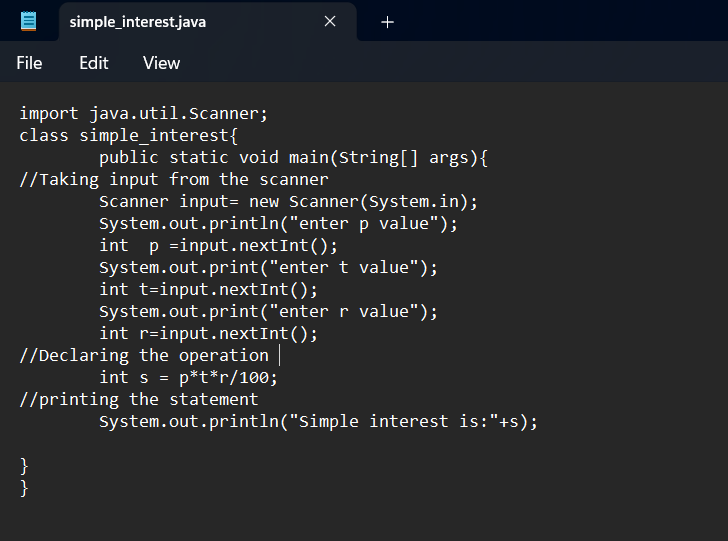 simple_interest.java
File Edit View
import java.util.Scanner;
class simple_interest{
        public static void main(String[] args){
//Taking input from the scanner
        Scanner input= new Scanner(System.in);
        System.out.println("enter p value");
        int  p =input.nextInt();
        System.out.print("enter t value");
        int t=input.nextInt();
        System.out.print("enter r value");
        int r=input.nextInt();
//Declaring the operation
        int s = p*t*r/100;
//printing the statement
        System.out.println("Simple interest is:"+s);

}
}